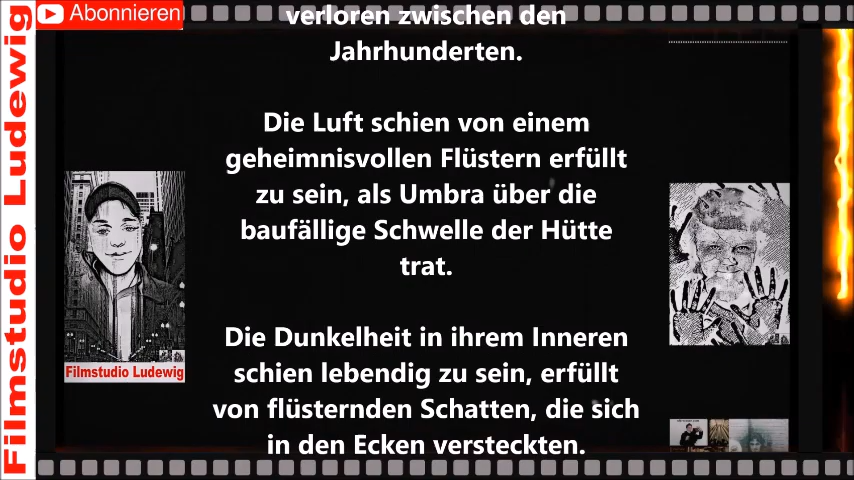 Filmstudio Ludewig
Abonnieren
verloren zwischen den
Jahrhunderten.
Die Luft schien von einem
geheimnisvollen Flüstern erfüllt
zu sein, als Umbra über die
baufällige Schwelle der Hütte
trat.
Die Dunkelheit in ihrem Inneren
schien lebendig zu sein, erfüllt
von flüsternden Schatten, die sich
in den Ecken versteckten.
Filmstudio Ludewig